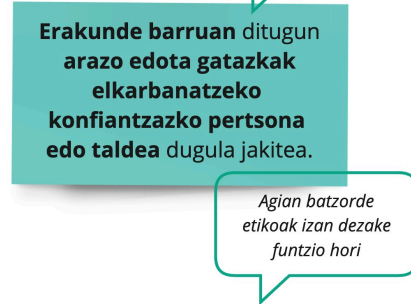 Erakunde barruan ditugun
arazo edota gatazkak
elkarbanatzeko
konfiantzazko pertsona
edo taldea dugula jakitea.
Agian batzorde
etikoak izan dezake
funtzio hori